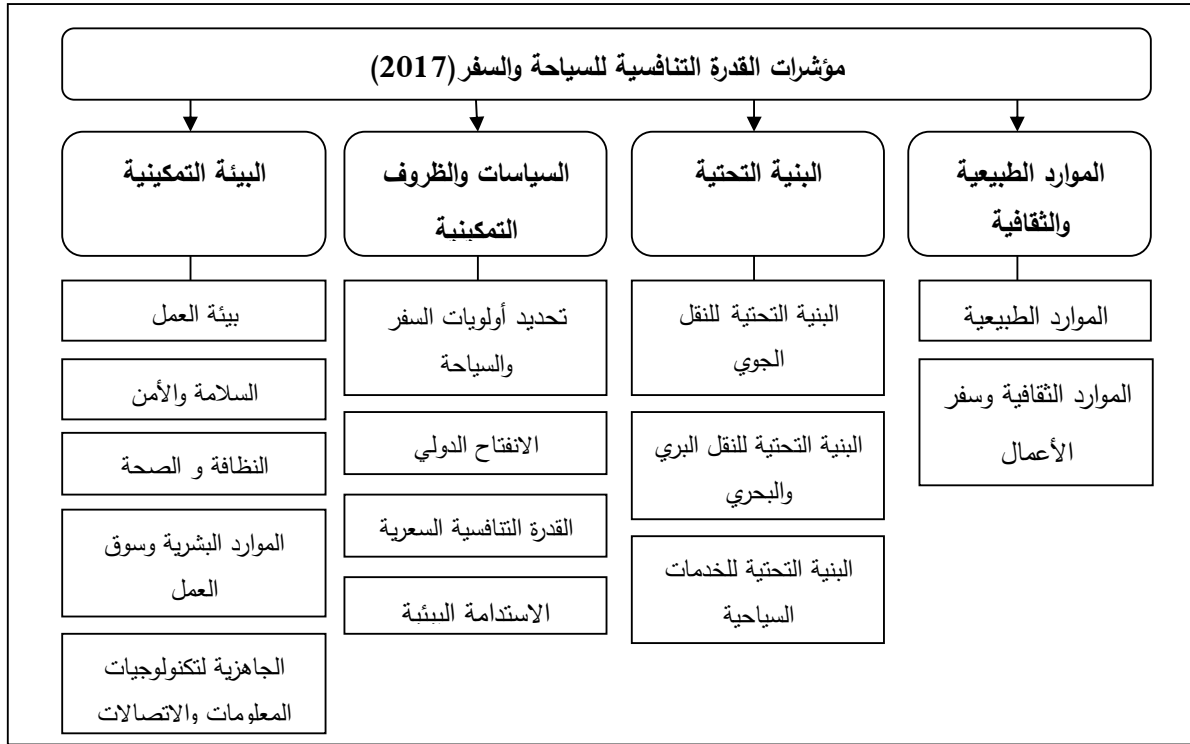 مؤشرات القدرة التنافسية للسياحة والسفر(2017)
الموارد الطبيعية
والثقافية
الموارد الطبيعية
الموارد الثقافية وسفر
الأعمال
البنية التحتية
البنية التحتية للنقل
الجوي
البنية التحتية للنقل البري
والبحري
البنية التحتية للخدمات
السياحية
السياسات والظروف
التمكينية
تحديد أولويات السفر
والسياحة
الانفتاح الدولي
القدرة التنافسية السعرية
الاستدامة البيئية
البيئة التمكينية
بيئة العمل
السلامة والأمن
النظافة و الصحة
الموارد البشرية وسوق
العمل
الجاهزية لتكنولوجيات
المعلومات والاتصالات